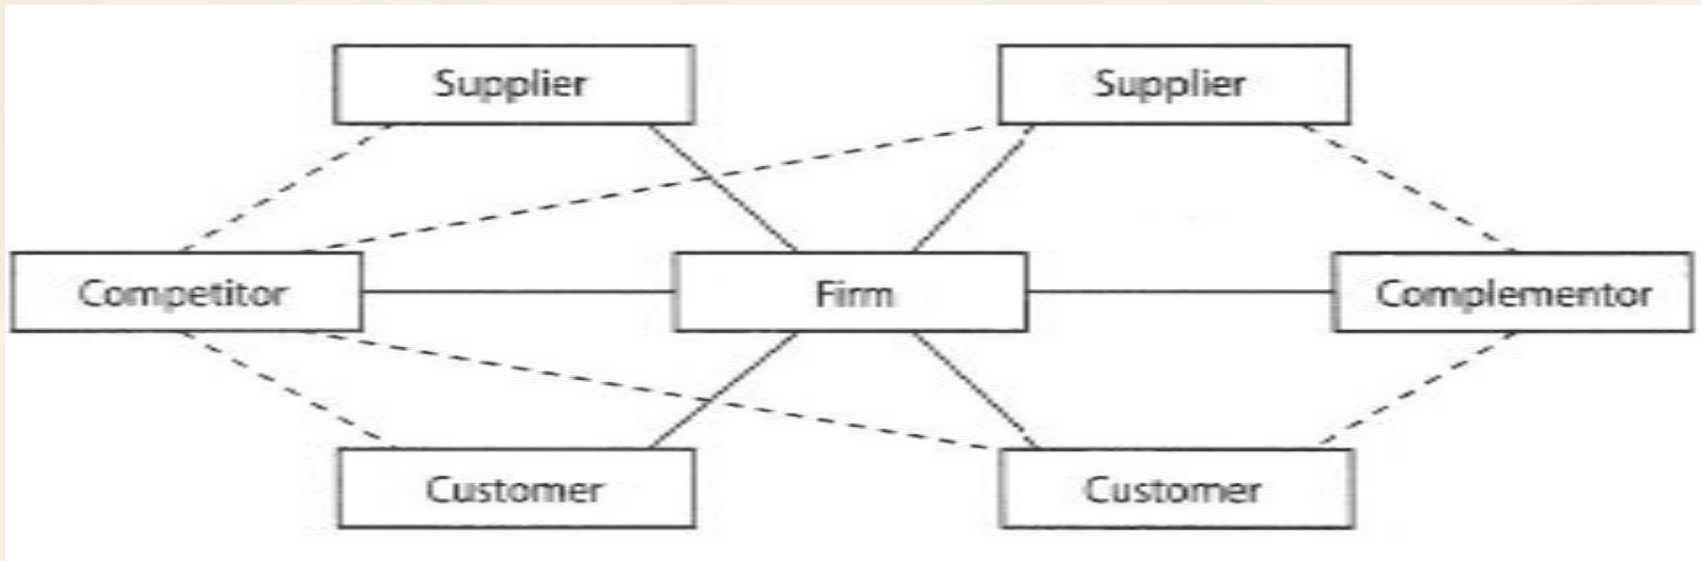 Supplier
Supplier
Competitor
Firm
Complementor
Customer
Customer